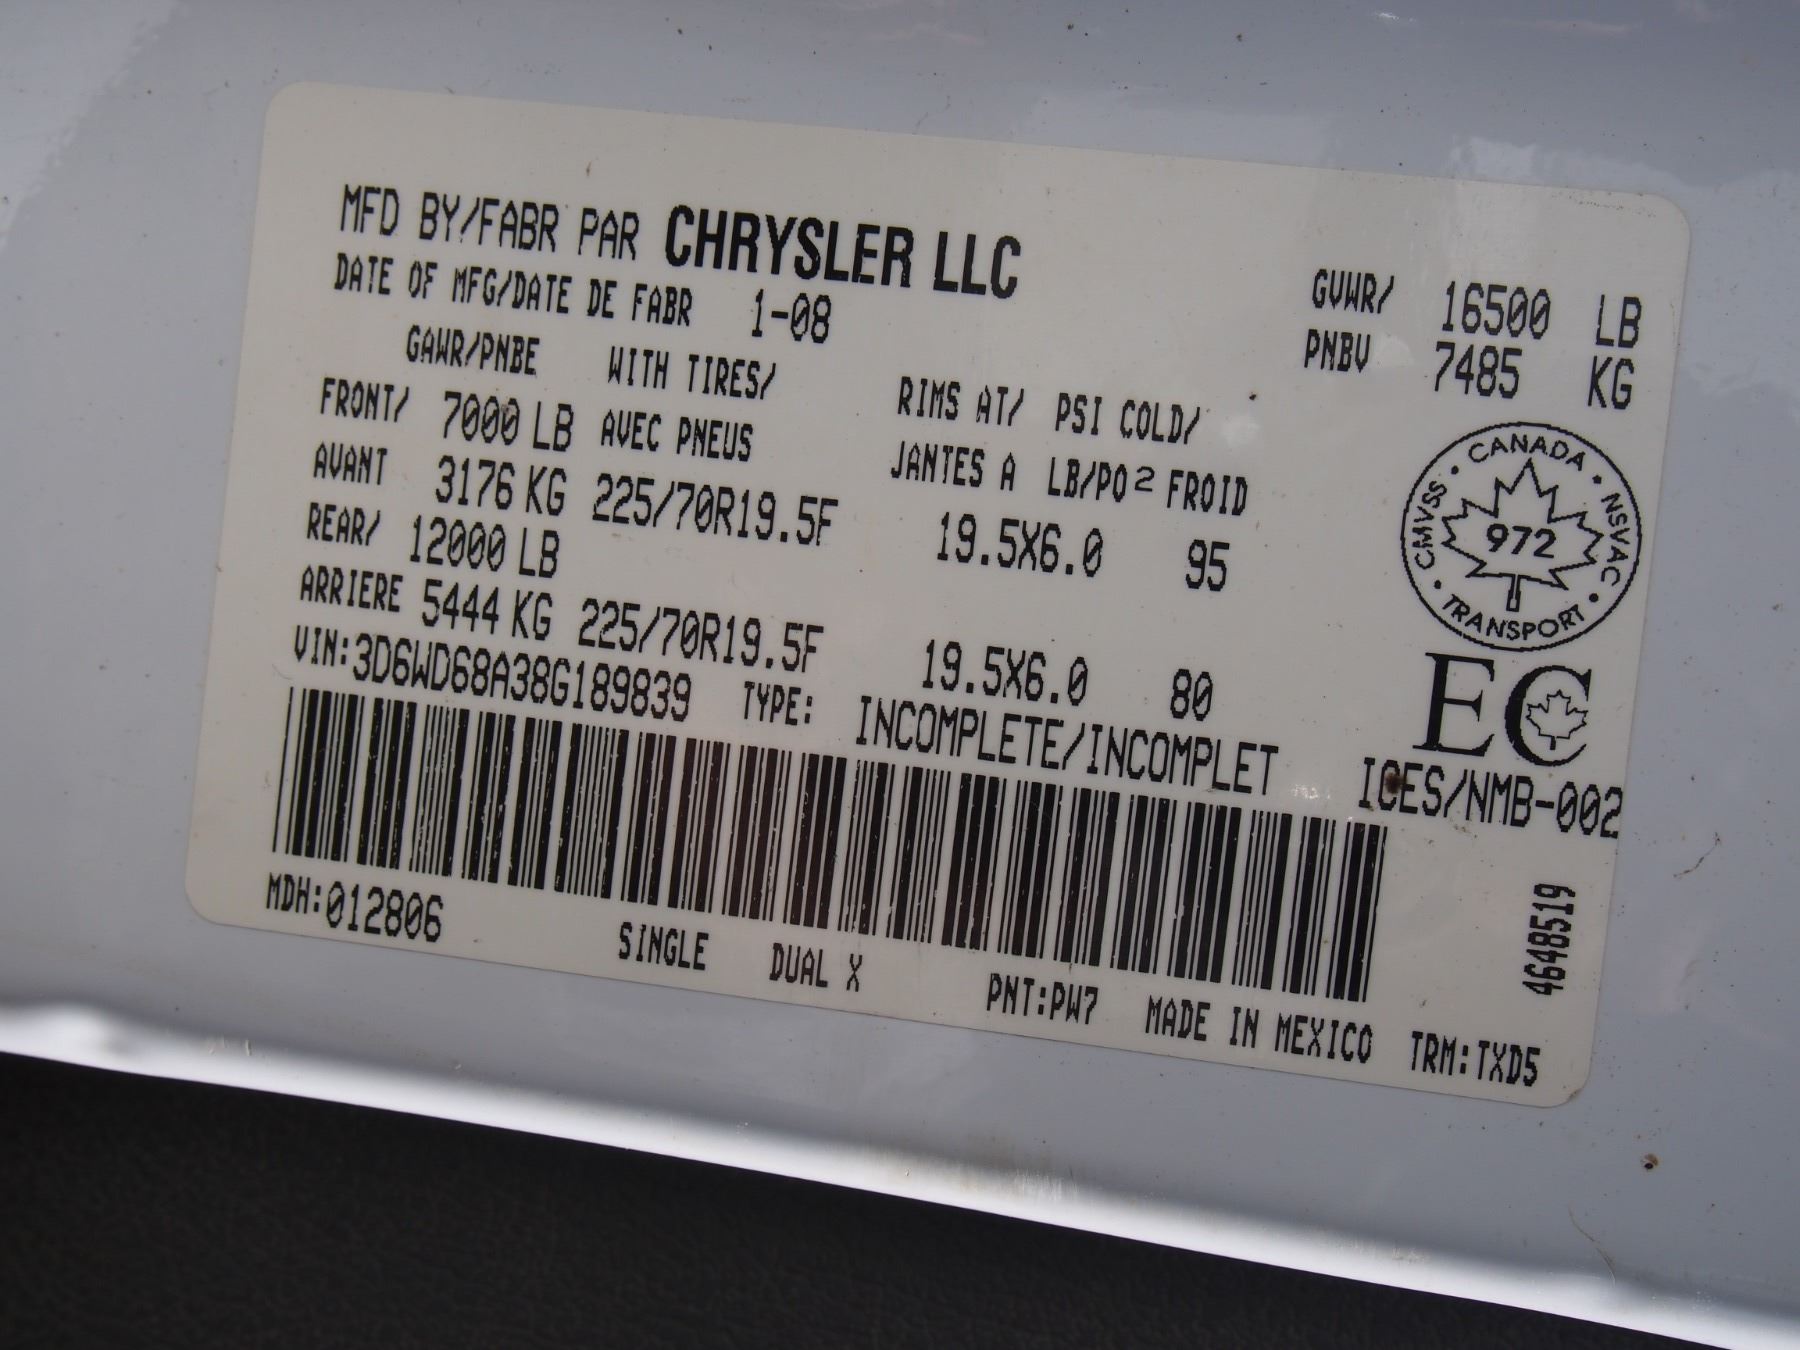 MFD BY/FABR PAR CHRYSLER LLC
DATE OF MFG/DATE DE FABR 1-08
GVWR/ 16500 LB
PNBV 7485 KG
GAWR/PNBE WITH TIRES/ RIMS AT/ PSI COLD/
FRONT/ 7000 LB AVEC PNEUS JANTES A LB/PO² FROID
AVANT 3176 KG 225/70R19.5F 19.5X6.0 95
REAR/ 12000 LB
ARRIERE 5444 KG 225/70R19.5F 19.5X6.0 80
VIN:3D6WD68A38G189839 TYPE: INCOMPLETE/INCOMPLET
CANADA
CMVSS • NSVAC
972
TRANSPORT
EC
ICES/NMB-002
MDH:012806 SINGLE DUAL X PNT:PW7 MADE IN MEXICO TRM:TXD5
4648519